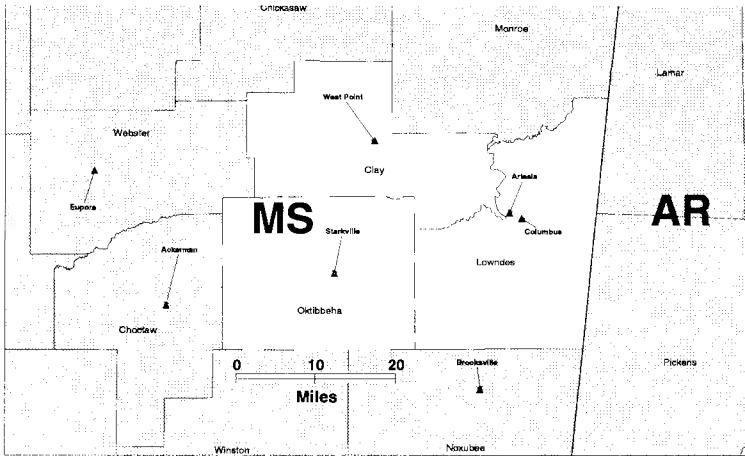 Chickasaw
Monroe
Lamar
West Point
Webster
Clay
Artesia
Eupora
MS
AR
Starkville
Columbus
Ackerman
Lowndes
Oktibbeha
Choctaw
0 10 20
Brooksville
Pickens
Miles
Winston
Noxubee